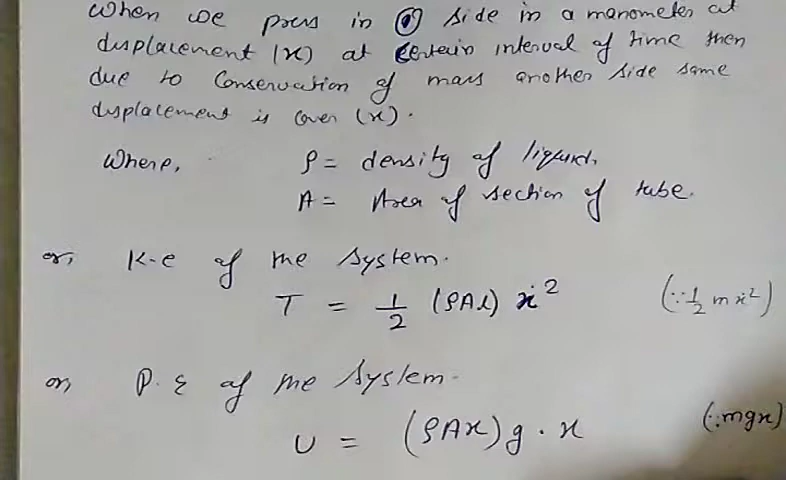 When we press in ① side in a manometer at
displacement (x) at certain interval of time then
due to conservation of mass another side same
displacement is cover (x).
Where, ρ = density of liquid.
A = Area of section of tube.
or, K.e of the system.
T = 1/2 (ρAl) ẋ² (∵ 1/2 mẋ²)
or, P.E of the system.
U = (ρAx) g · x (∵ mgx)